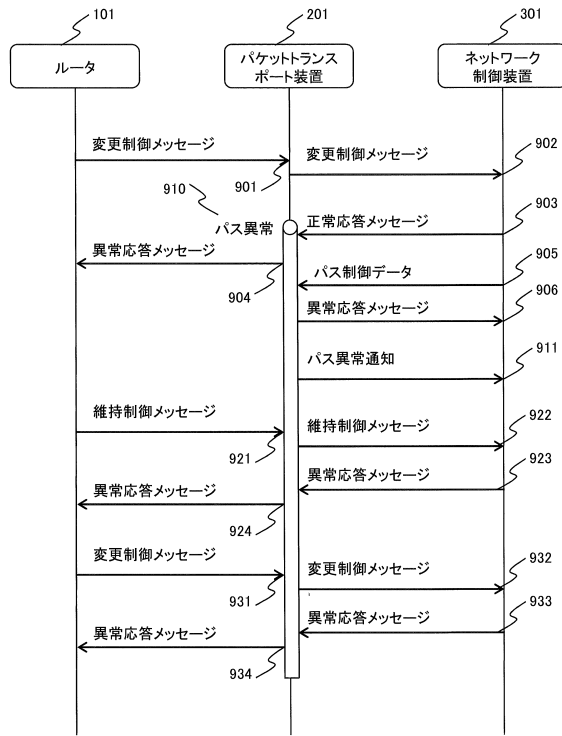 101
201
301
ルータ
パケットトランス
ポート装置
ネットワーク
制御装置
変更制御メッセージ
901
変更制御メッセージ
902
910
パス異常
正常応答メッセージ
903
異常応答メッセージ
904
パス制御データ
905
異常応答メッセージ
906
パス異常通知
911
維持制御メッセージ
921
維持制御メッセージ
922
異常応答メッセージ
923
異常応答メッセージ
924
変更制御メッセージ
931
変更制御メッセージ
932
異常応答メッセージ
933
異常応答メッセージ
934